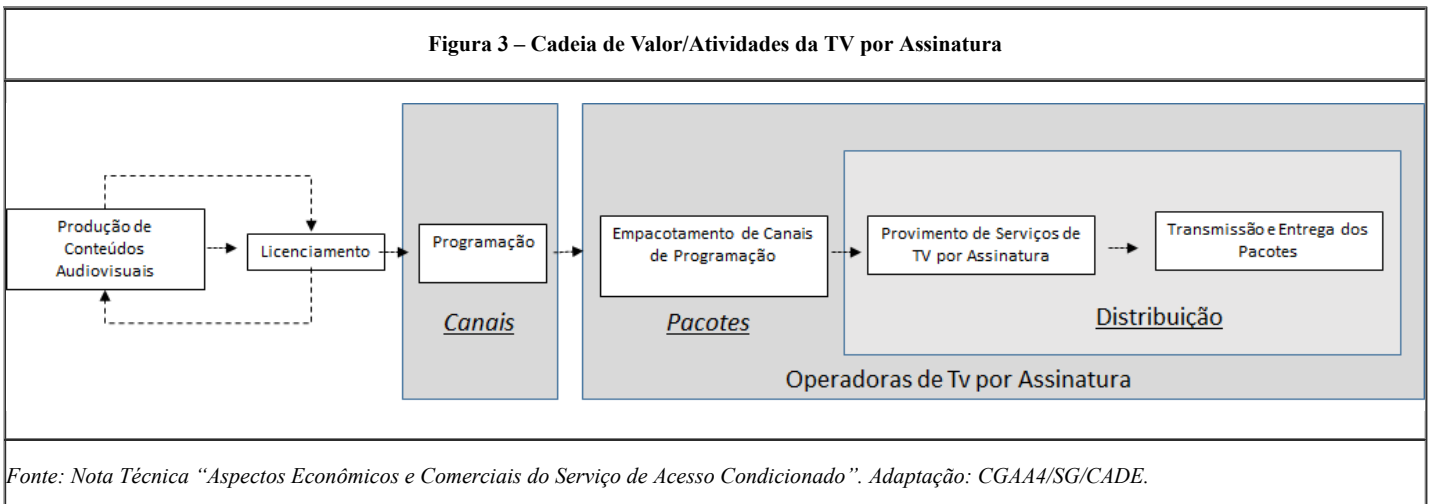 Figura 3 – Cadeia de Valor/Atividades da TV por Assinatura
Produção de
Conteúdos
Audiovisuais
Licenciamento
Programação
Canais
Empacotamento de Canais
de Programação
Pacotes
Provimento de Serviços de
TV por Assinatura
Transmissão e Entrega dos
Pacotes
Distribuição
Operadoras de Tv por Assinatura
Fonte: Nota Técnica “Aspectos Econômicos e Comerciais do Serviço de Acesso Condicionado”. Adaptação: CGAA4/SG/CADE.